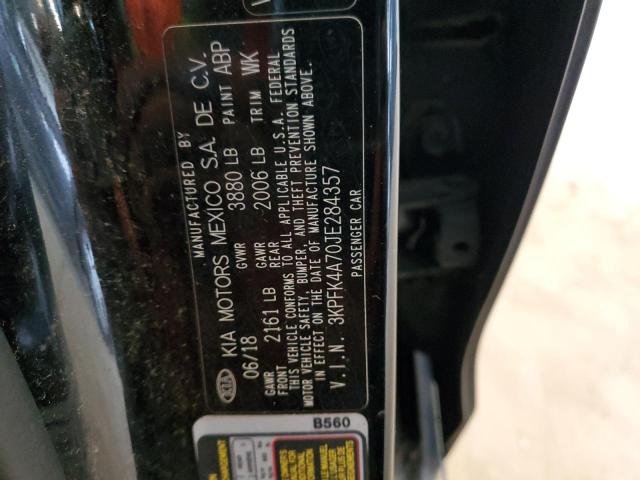 MANUFACTURED BY
KIA KIA MOTORS MEXICO S.A. DE C.V.
06/18 GVWR 3880 LB PAINT ABP
GAWR FRONT 2161 LB GAWR REAR 2006 LB TRIM WK
THIS VEHICLE CONFORMS TO ALL APPLICABLE U.S.A. FEDERAL
MOTOR VEHICLE SAFETY, BUMPER, AND THEFT PREVENTION STANDARDS
IN EFFECT ON THE DATE OF MANUFACTURE SHOWN ABOVE.
V.I.N. 3KPFK4A70JE284357
PASSENGER CAR
B560